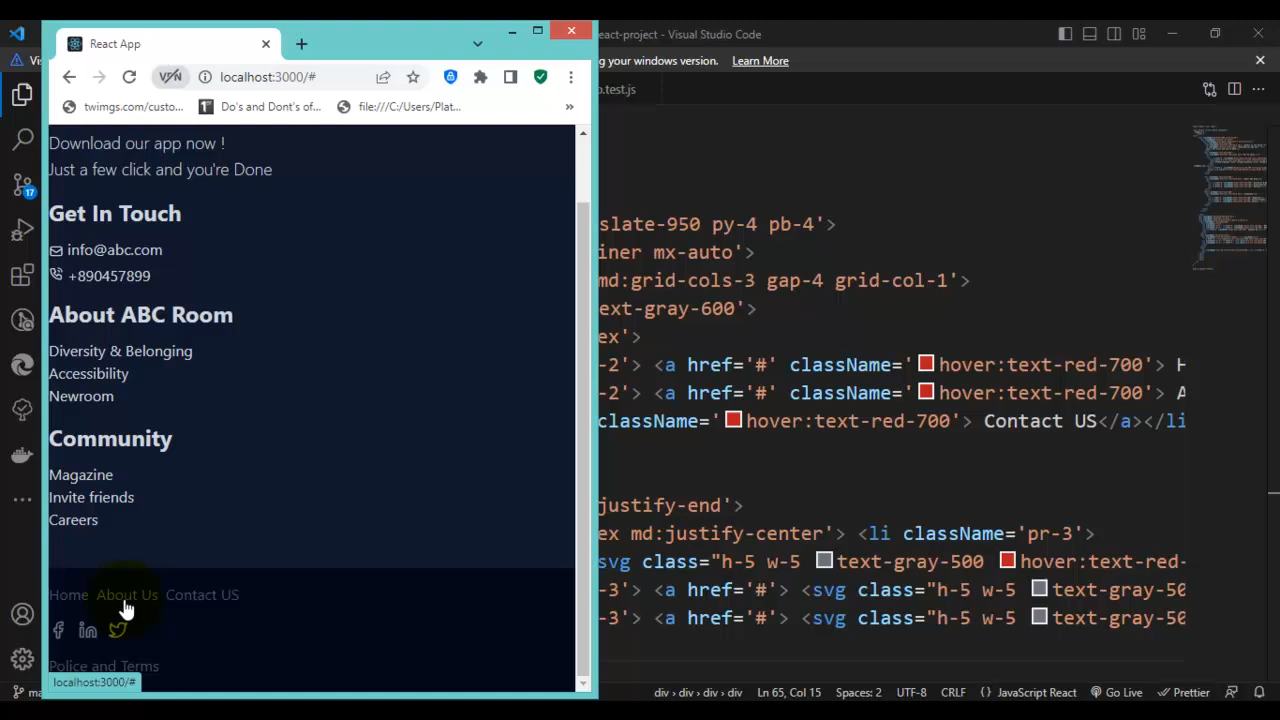 React App
localhost:3000/#
twimgs.com/custo...
Do's and Dont's of...
file:///C:/Users/Plat...
»
Download our app now !
Just a few click and you're Done
Get In Touch
info@abc.com
+890457899
About ABC Room
Diversity & Belonging
Accessibility
Newroom
Community
Magazine
Invite friends
Careers
Home About Us Contact US
Police and Terms
localhost:3000/#
eact-project - Visual Studio Code
ng your windows version. Learn More
.test.js
slate-950 py-4 pb-4'>
iner mx-auto'>
md:grid-cols-3 gap-4 grid-col-1'>
ext-gray-600'>
ex'>
-2'> <a href='#' className='hover:text-red-700'> H
-2'> <a href='#' className='hover:text-red-700'> A
className='hover:text-red-700'> Contact US</a></li
justify-end'>
ex md:justify-center'> <li className='pr-3'>
svg class="h-5 w-5 text-gray-500 hover:text-red-
-3'> <a href='#'> <svg class="h-5 w-5 text-gray-50
-3'> <a href='#'> <svg class="h-5 w-5 text-gray-50
17
div › div › div › div Ln 65, Col 15 Spaces: 2 UTF-8 CRLF {} JavaScript React Go Live Prettier